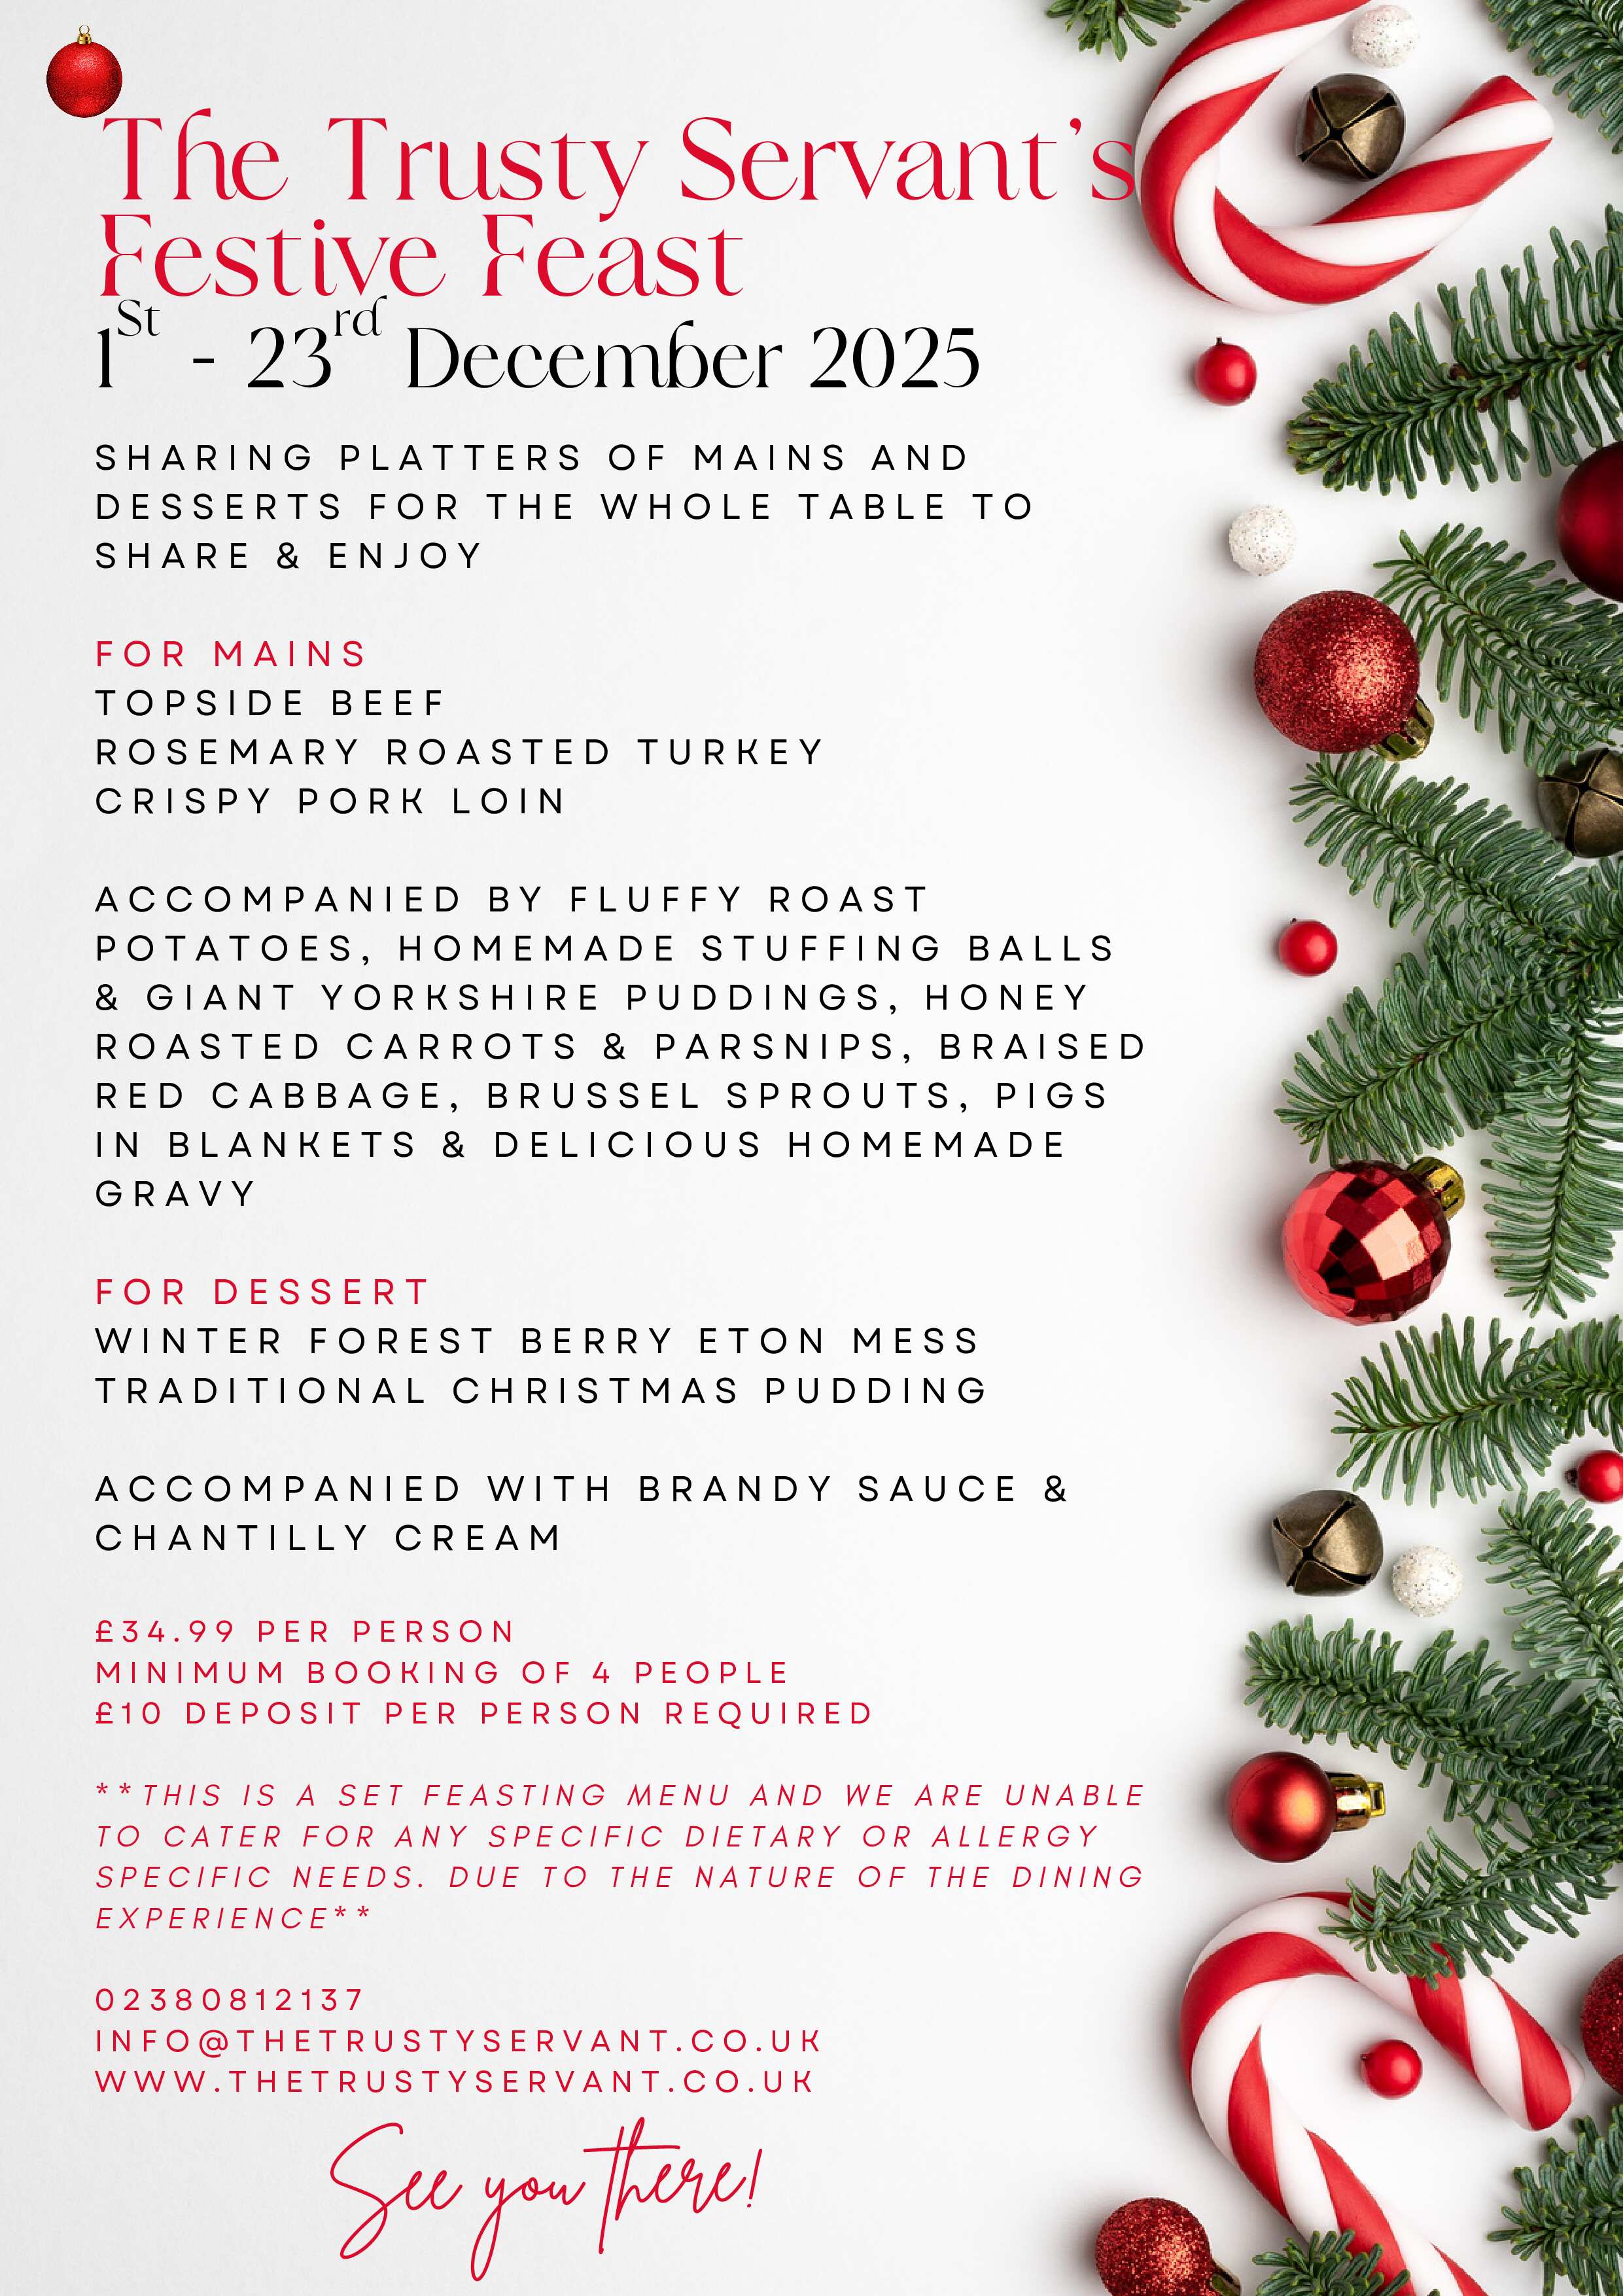 The Trusty Servant's
Festive Feast
1St - 23rd December 2025
SHARING PLATTERS OF MAINS AND
DESSERTS FOR THE WHOLE TABLE TO
SHARE & ENJOY
FOR MAINS
TOPSIDE BEEF
ROSEMARY ROASTED TURKEY
CRISPY PORK LOIN
ACCOMPANIED BY FLUFFY ROAST
POTATOES, HOMEMADE STUFFING BALLS
& GIANT YORKSHIRE PUDDINGS, HONEY
ROASTED CARROTS & PARSNIPS, BRAISED
RED CABBAGE, BRUSSEL SPROUTS, PIGS
IN BLANKETS & DELICIOUS HOMEMADE
GRAVY
FOR DESSERT
WINTER FOREST BERRY ETON MESS
TRADITIONAL CHRISTMAS PUDDING
ACCOMPANIED WITH BRANDY SAUCE &
CHANTILLY CREAM
£34.99 PER PERSON
MINIMUM BOOKING OF 4 PEOPLE
£10 DEPOSIT PER PERSON REQUIRED
**THIS IS A SET FEASTING MENU AND WE ARE UNABLE
TO CATER FOR ANY SPECIFIC DIETARY OR ALLERGY
SPECIFIC NEEDS. DUE TO THE NATURE OF THE DINING
EXPERIENCE**
02380812137
INFO@THETRUSTYSERVANT.CO.UK
WWW.THETRUSTYSERVANT.CO.UK
See you there!